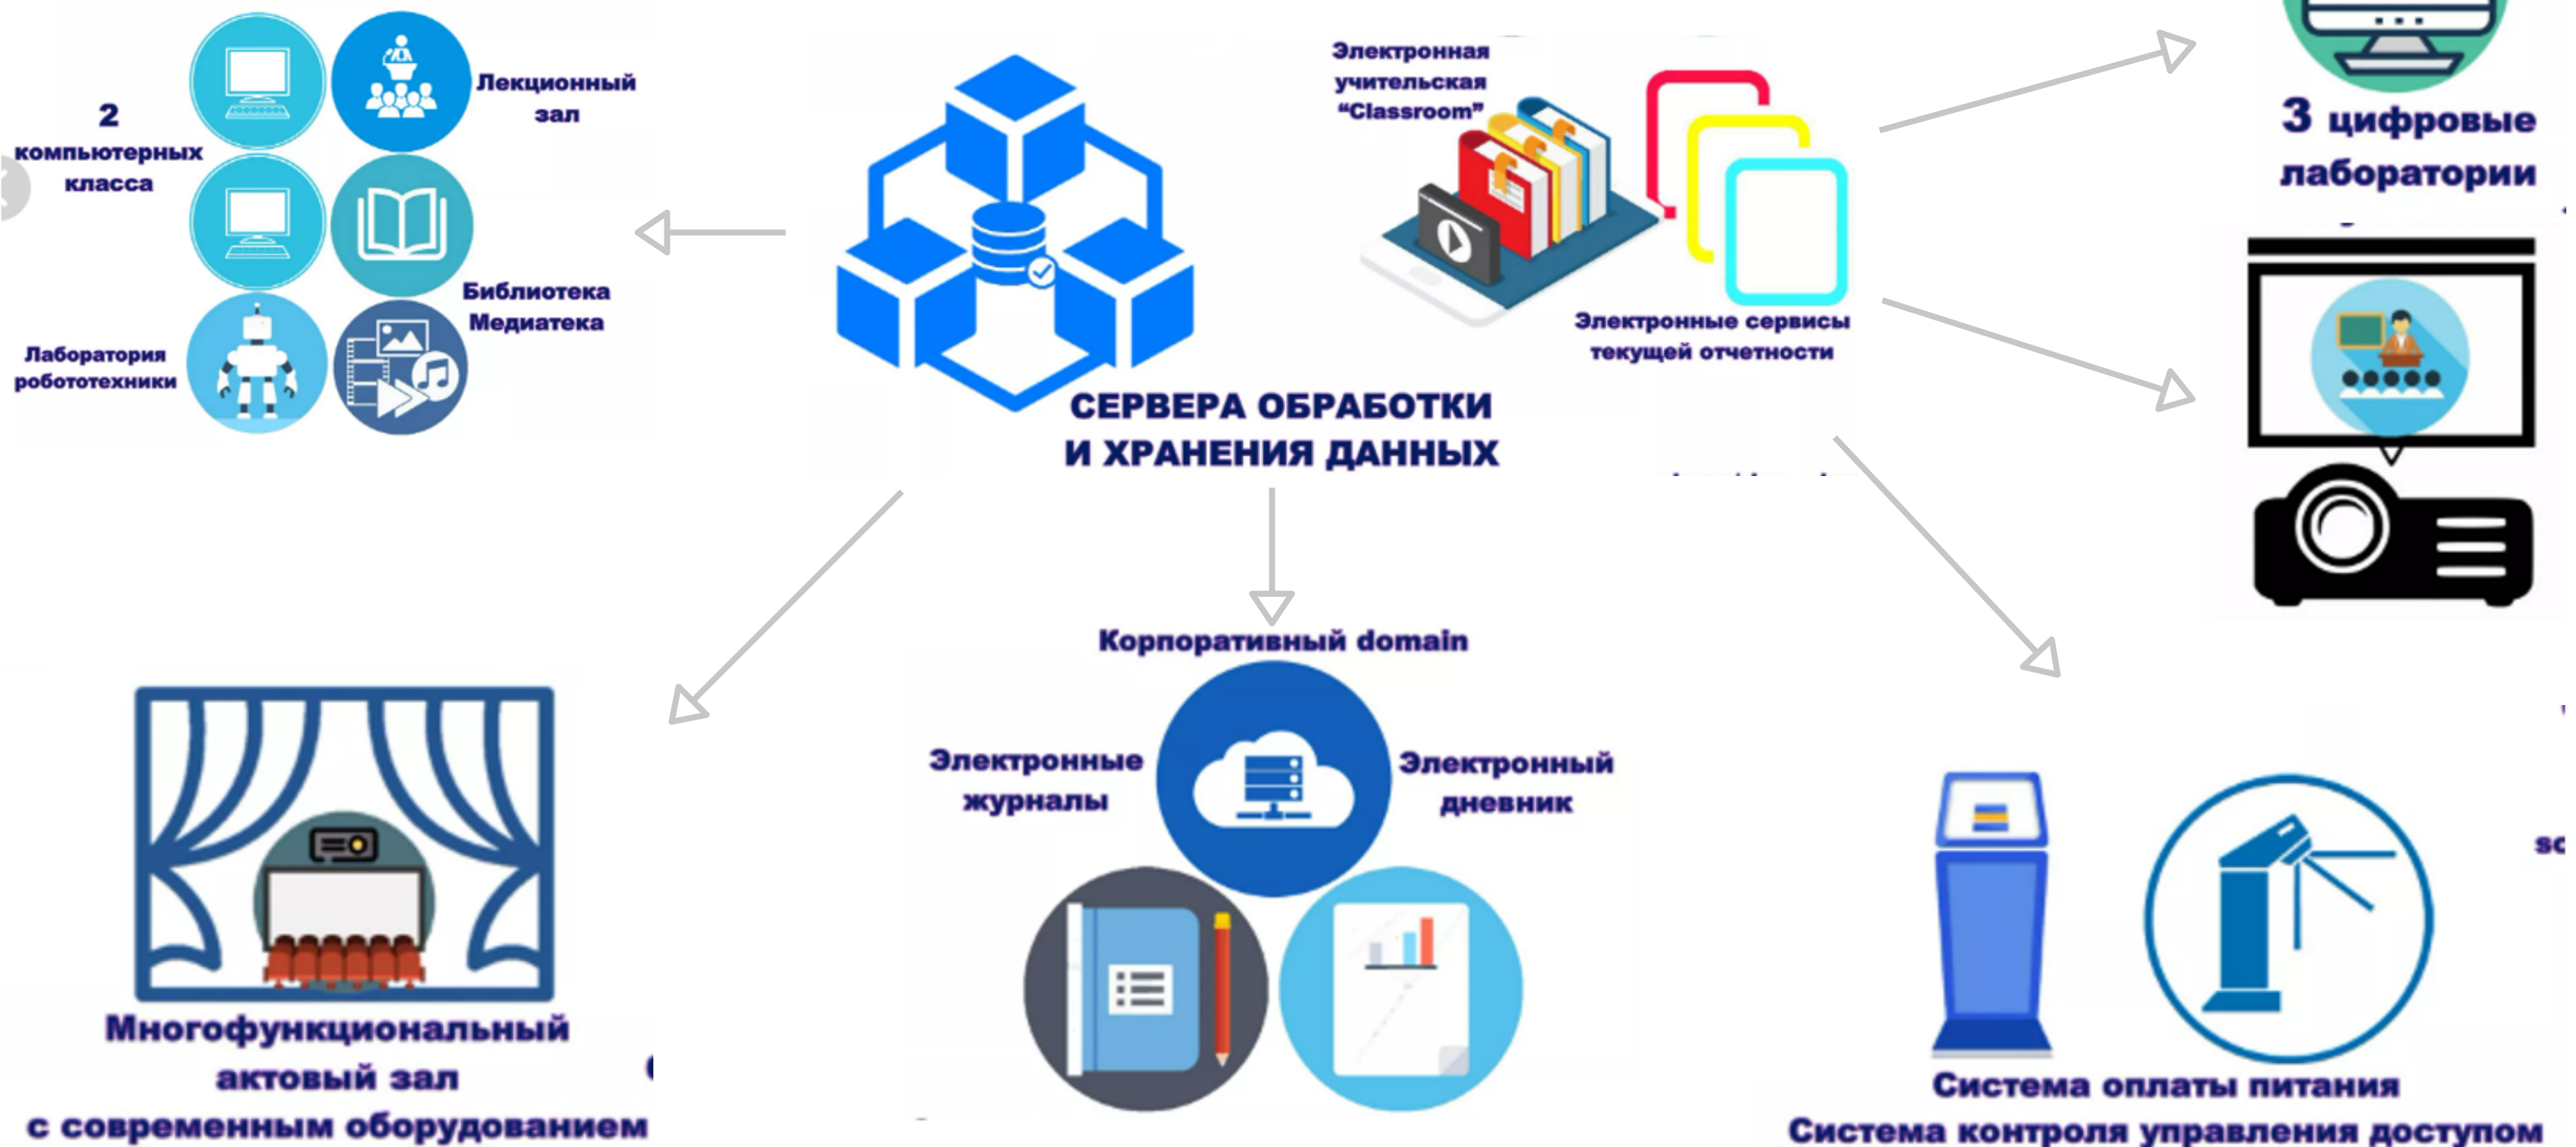 2
компьютерных
класса
Лекционный
зал
Библиотека
Медиатека
Лаборатория
робототехники
Электронная
учительская
“Classroom”
Электронные сервисы
текущей отчетности
СЕРВЕРА ОБРАБОТКИ
И ХРАНЕНИЯ ДАННЫХ
3 цифровые
лаборатории
Корпоративный domain
Электронные
журналы
Электронный
дневник
Многофункциональный
актовый зал
с современным оборудованием
Система оплаты питания
Система контроля управления доступом